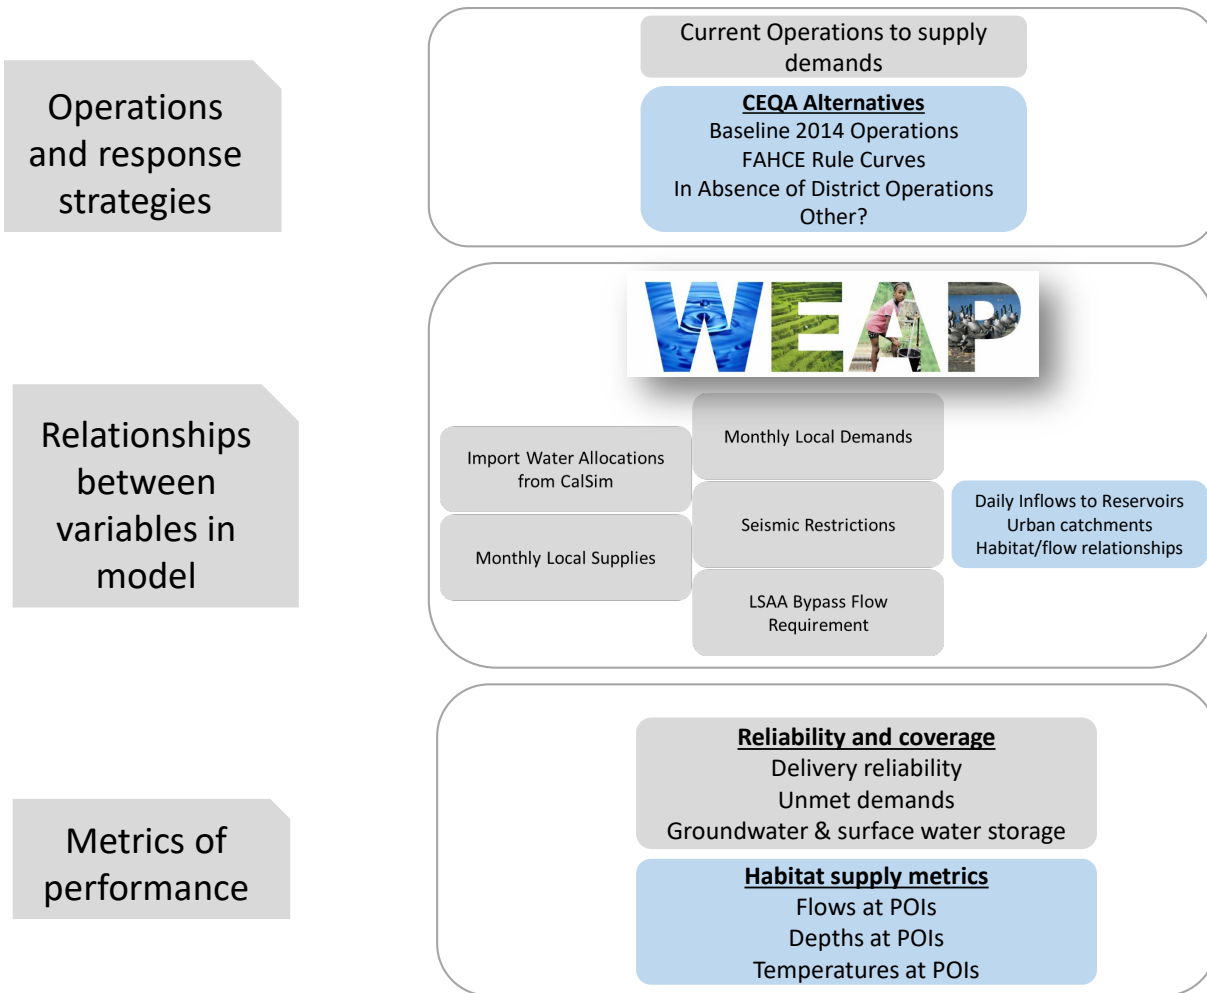 Operations
and response
strategies
Current Operations to supply
demands
CEQA Alternatives
Baseline 2014 Operations
FAHCE Rule Curves
In Absence of District Operations
Other?
Relationships
between
variables in
model
WEAP
Import Water Allocations
from CalSim
Monthly Local Supplies
Monthly Local Demands
Seismic Restrictions
LSAA Bypass Flow
Requirement
Daily Inflows to Reservoirs
Urban catchments
Habitat/flow relationships
Metrics of
performance
Reliability and coverage
Delivery reliability
Unmet demands
Groundwater & surface water storage
Habitat supply metrics
Flows at POIs
Depths at POIs
Temperatures at POIs